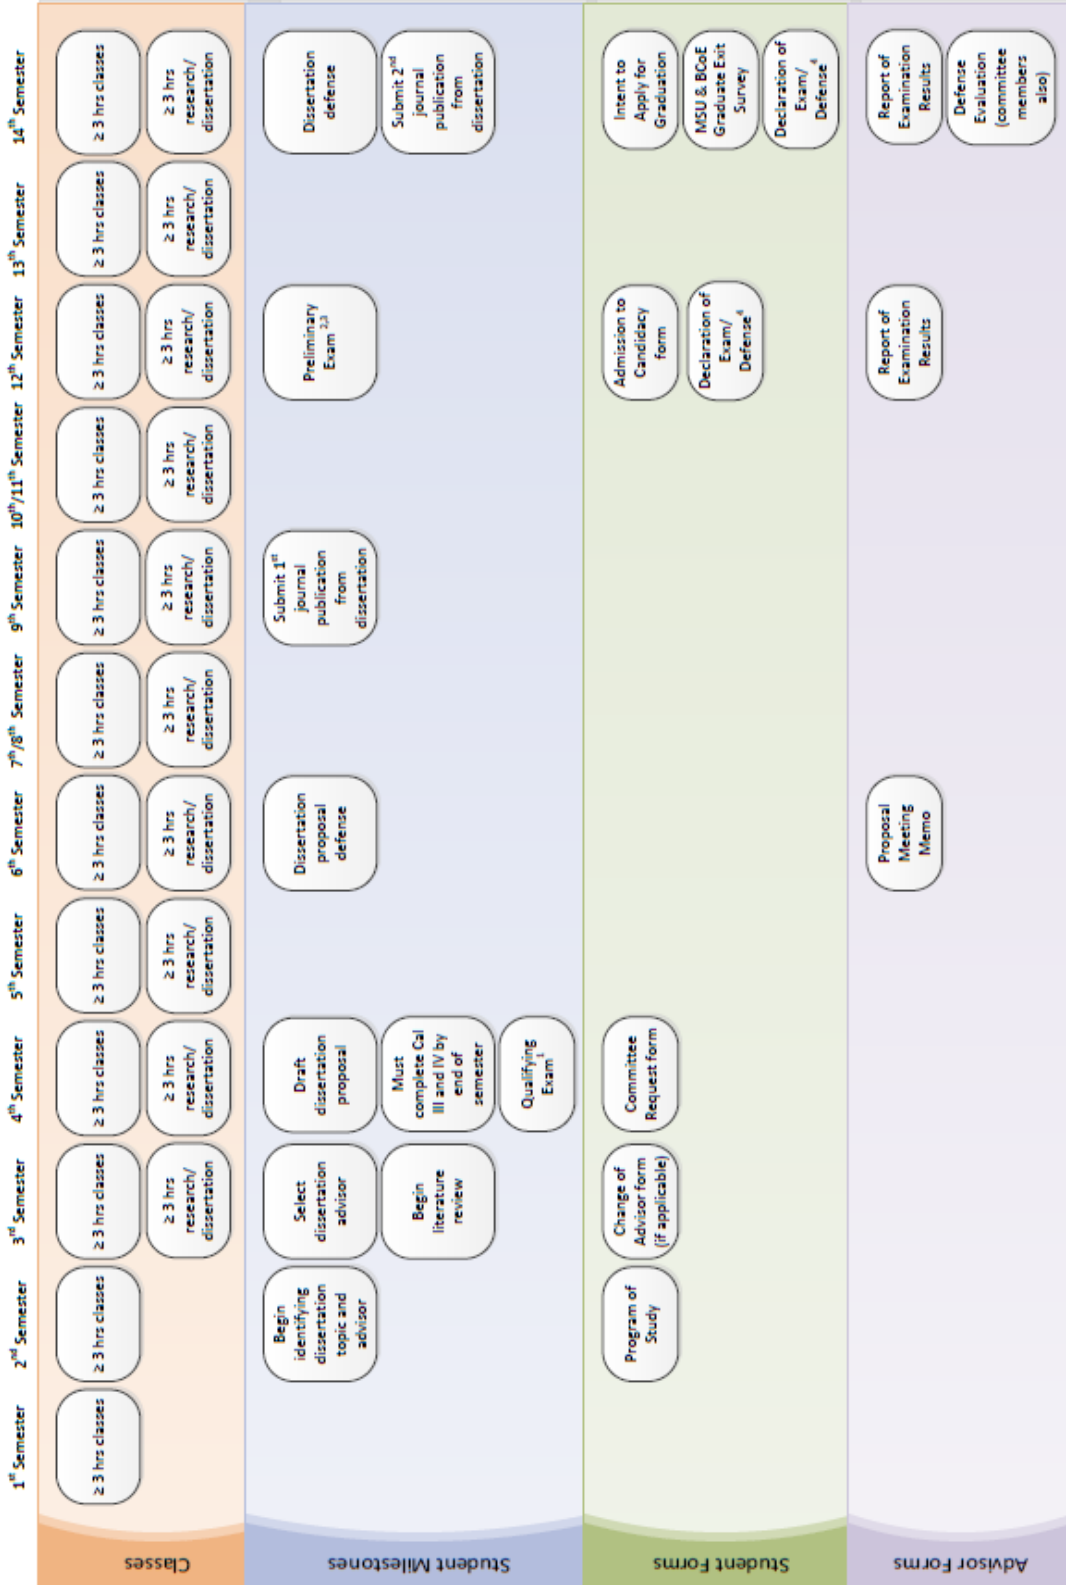 1st Semester
2nd Semester
3rd Semester
4th Semester
5th Semester
6th Semester
7th/8th Semester
9th Semester
10th/11th Semester
12th Semester
13th Semester
14th Semester
Classes
≥ 3 hrs classes
≥ 3 hrs classes
≥ 3 hrs classes
≥ 3 hrs classes
≥ 3 hrs classes
≥ 3 hrs classes
≥ 3 hrs classes
≥ 3 hrs classes
≥ 3 hrs classes
≥ 3 hrs classes
≥ 3 hrs classes
≥ 3 hrs classes
≥ 3 hrs
research/
dissertation
≥ 3 hrs
research/
dissertation
≥ 3 hrs
research/
dissertation
≥ 3 hrs
research/
dissertation
≥ 3 hrs
research/
dissertation
≥ 3 hrs
research/
dissertation
≥ 3 hrs
research/
dissertation
≥ 3 hrs
research/
dissertation
≥ 3 hrs
research/
dissertation
≥ 3 hrs
research/
dissertation
Student Milestones
Begin
identifying
dissertation
topic and
advisor
Select
dissertation
advisor
Begin
literature
review
Draft
dissertation
proposal
Must
complete Cal
III and IV by
end of
semester
Qualifying
Exam1
Dissertation
proposal
defense
Submit 1st
journal
publication
from
dissertation
Preliminary
Exam 2,3
Dissertation
defense
Submit 2nd
journal
publication
from
dissertation
Student Forms
Program of
Study
Change of
Advisor form
(if applicable)
Committee
Request form
Admission to
Candidacy
form
Declaration of
Exam/
Defense4
Intent to
Apply for
Graduation
MSU & BCoE
Graduate Exit
Survey
Declaration of
Exam/
Defense4
Advisor Forms
Proposal
Meeting
Memo
Report of
Examination
Results
Report of
Examination
Results
Defense
Evaluation
(committee
members
also)